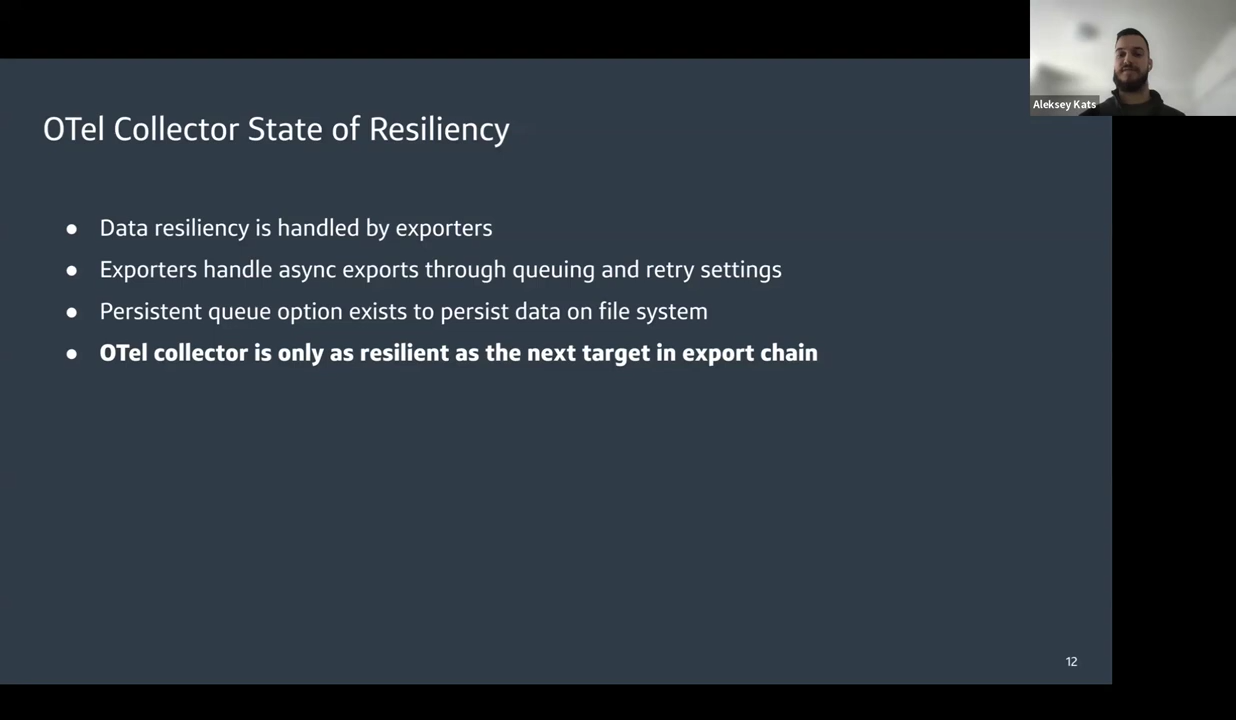 Aleksey Kats
OTel Collector State of Resiliency
● Data resiliency is handled by exporters
● Exporters handle async exports through queuing and retry settings
● Persistent queue option exists to persist data on file system
● OTel collector is only as resilient as the next target in export chain
12